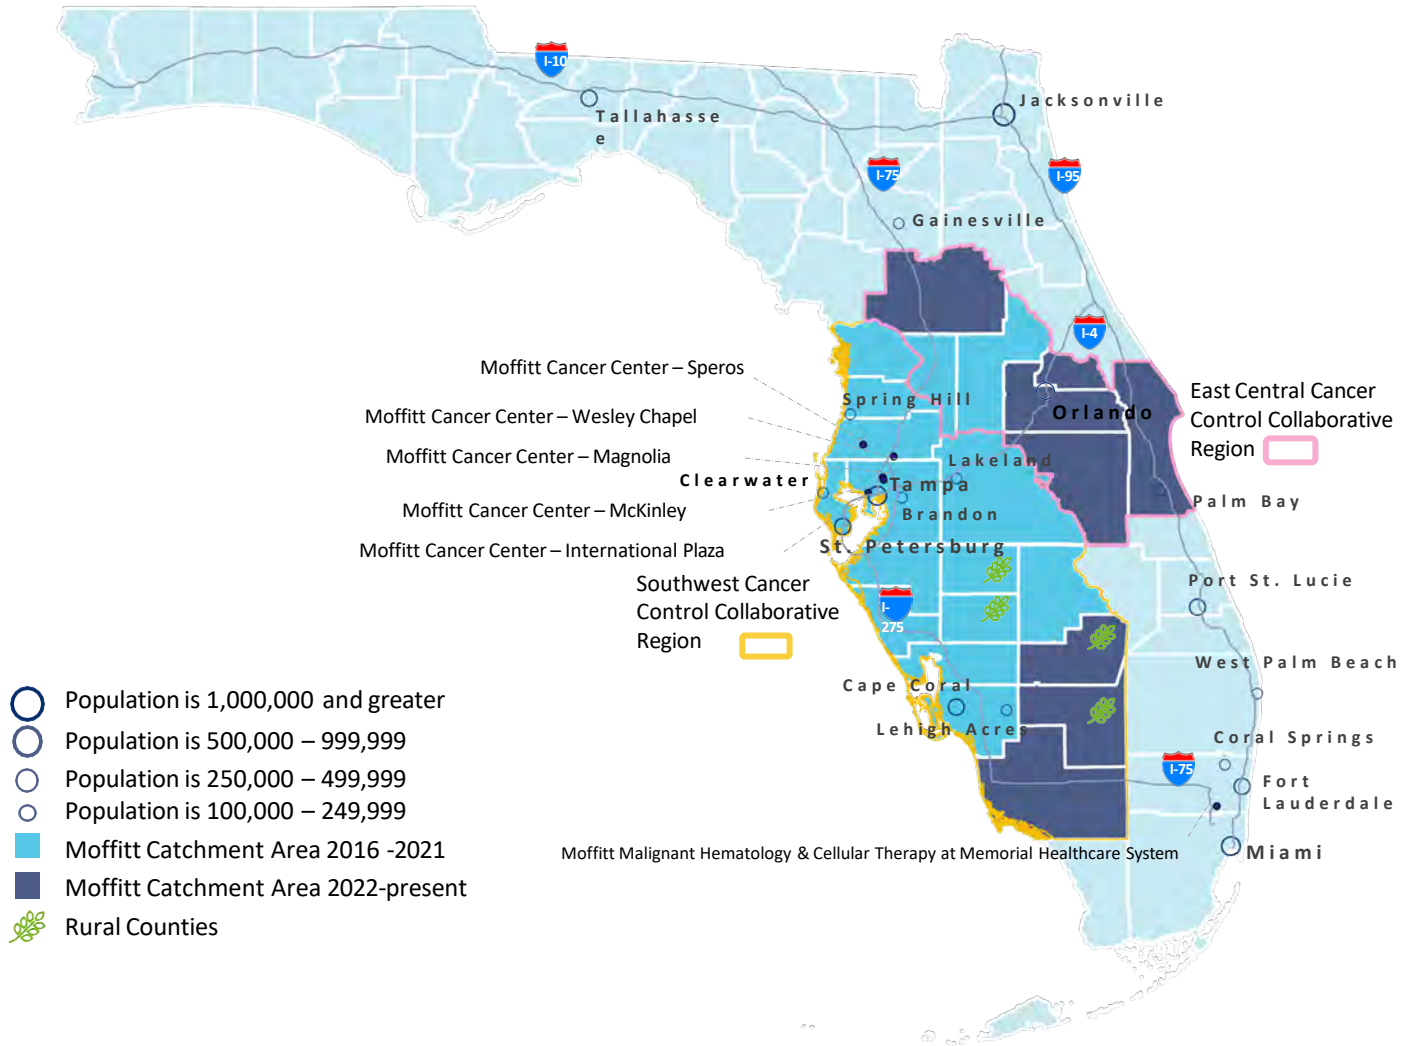 I-10
Tallahasse
e
Jacksonville
I-75
I-95
Gainesville
I-4
Moffitt Cancer Center – Speros
Spring Hill
Orlando
East Central Cancer
Control Collaborative
Region
Moffitt Cancer Center – Wesley Chapel
Moffitt Cancer Center – Magnolia
Lakeland
Clearwater
Tampa
Palm Bay
Moffitt Cancer Center – McKinley
Brandon
Moffitt Cancer Center – International Plaza
St. Petersburg
Southwest Cancer
Control Collaborative
Region
I-
275
Port St. Lucie
West Palm Beach
Cape Coral
Lehigh Acres
Coral Springs
I-75
Fort
Lauderdale
Moffitt Malignant Hematology & Cellular Therapy at Memorial Healthcare System
Miami
Population is 1,000,000 and greater
Population is 500,000 – 999,999
Population is 250,000 – 499,999
Population is 100,000 – 249,999
Moffitt Catchment Area 2016 -2021
Moffitt Catchment Area 2022-present
Rural Counties